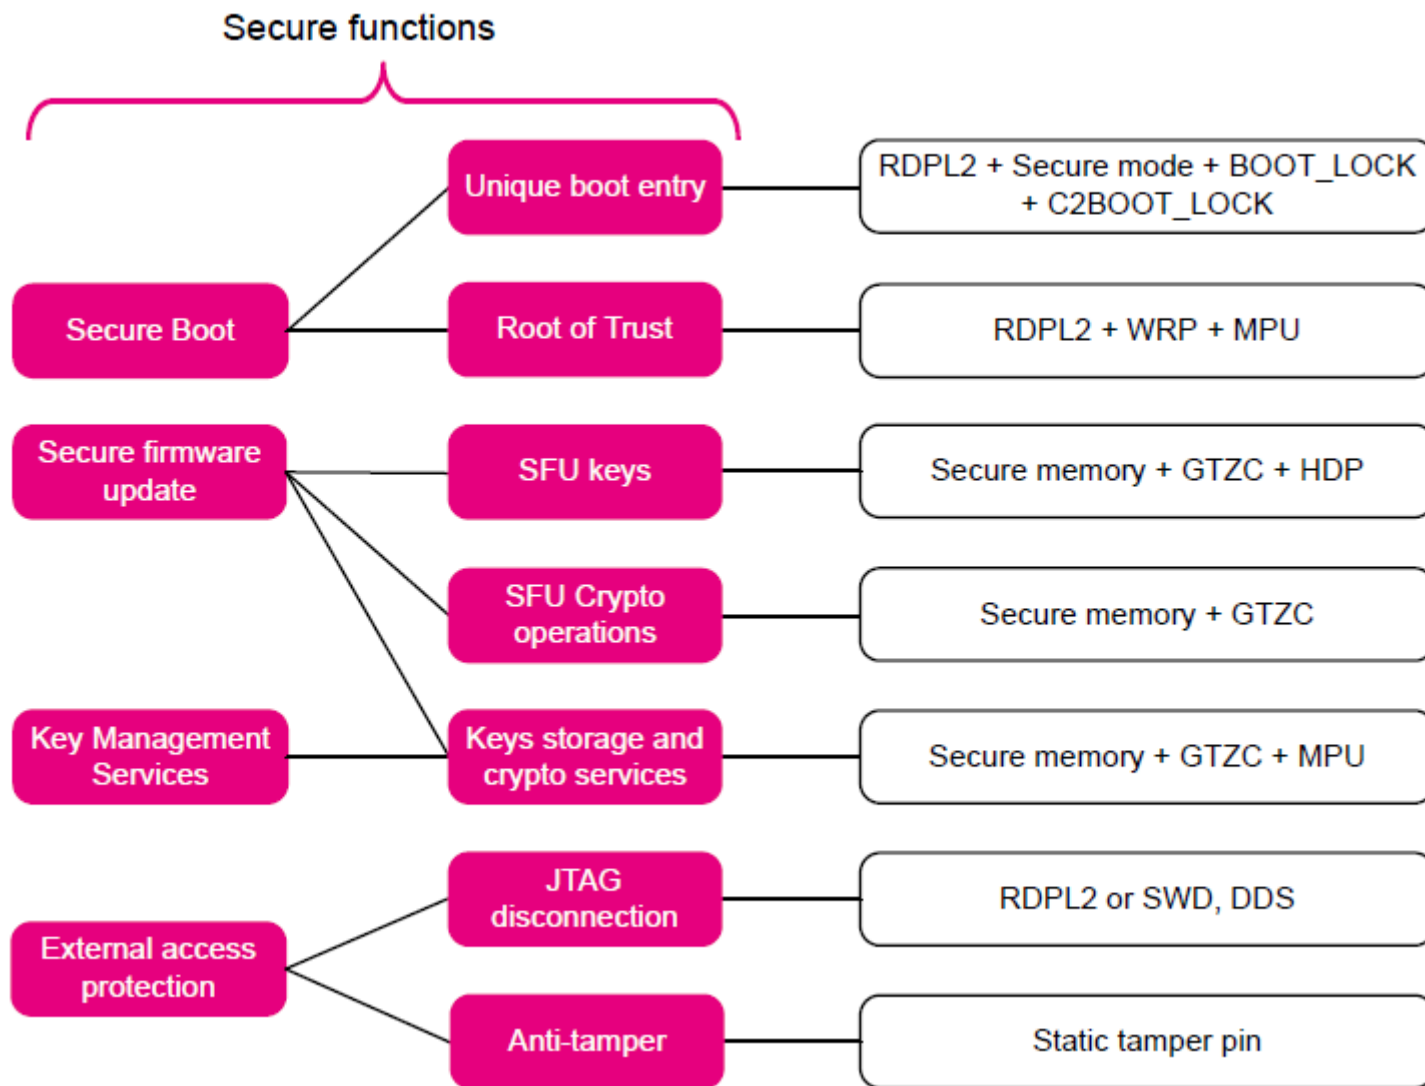 Secure functions
Unique boot entry
RDPL2 + Secure mode + BOOT_LOCK
+ C2BOOT_LOCK
Secure Boot
Root of Trust
RDPL2 + WRP + MPU
Secure firmware
update
SFU keys
Secure memory + GTZC + HDP
SFU Crypto
operations
Secure memory + GTZC
Key Management
Services
Keys storage and
crypto services
Secure memory + GTZC + MPU
JTAG
disconnection
RDPL2 or SWD, DDS
External access
protection
Anti-tamper
Static tamper pin